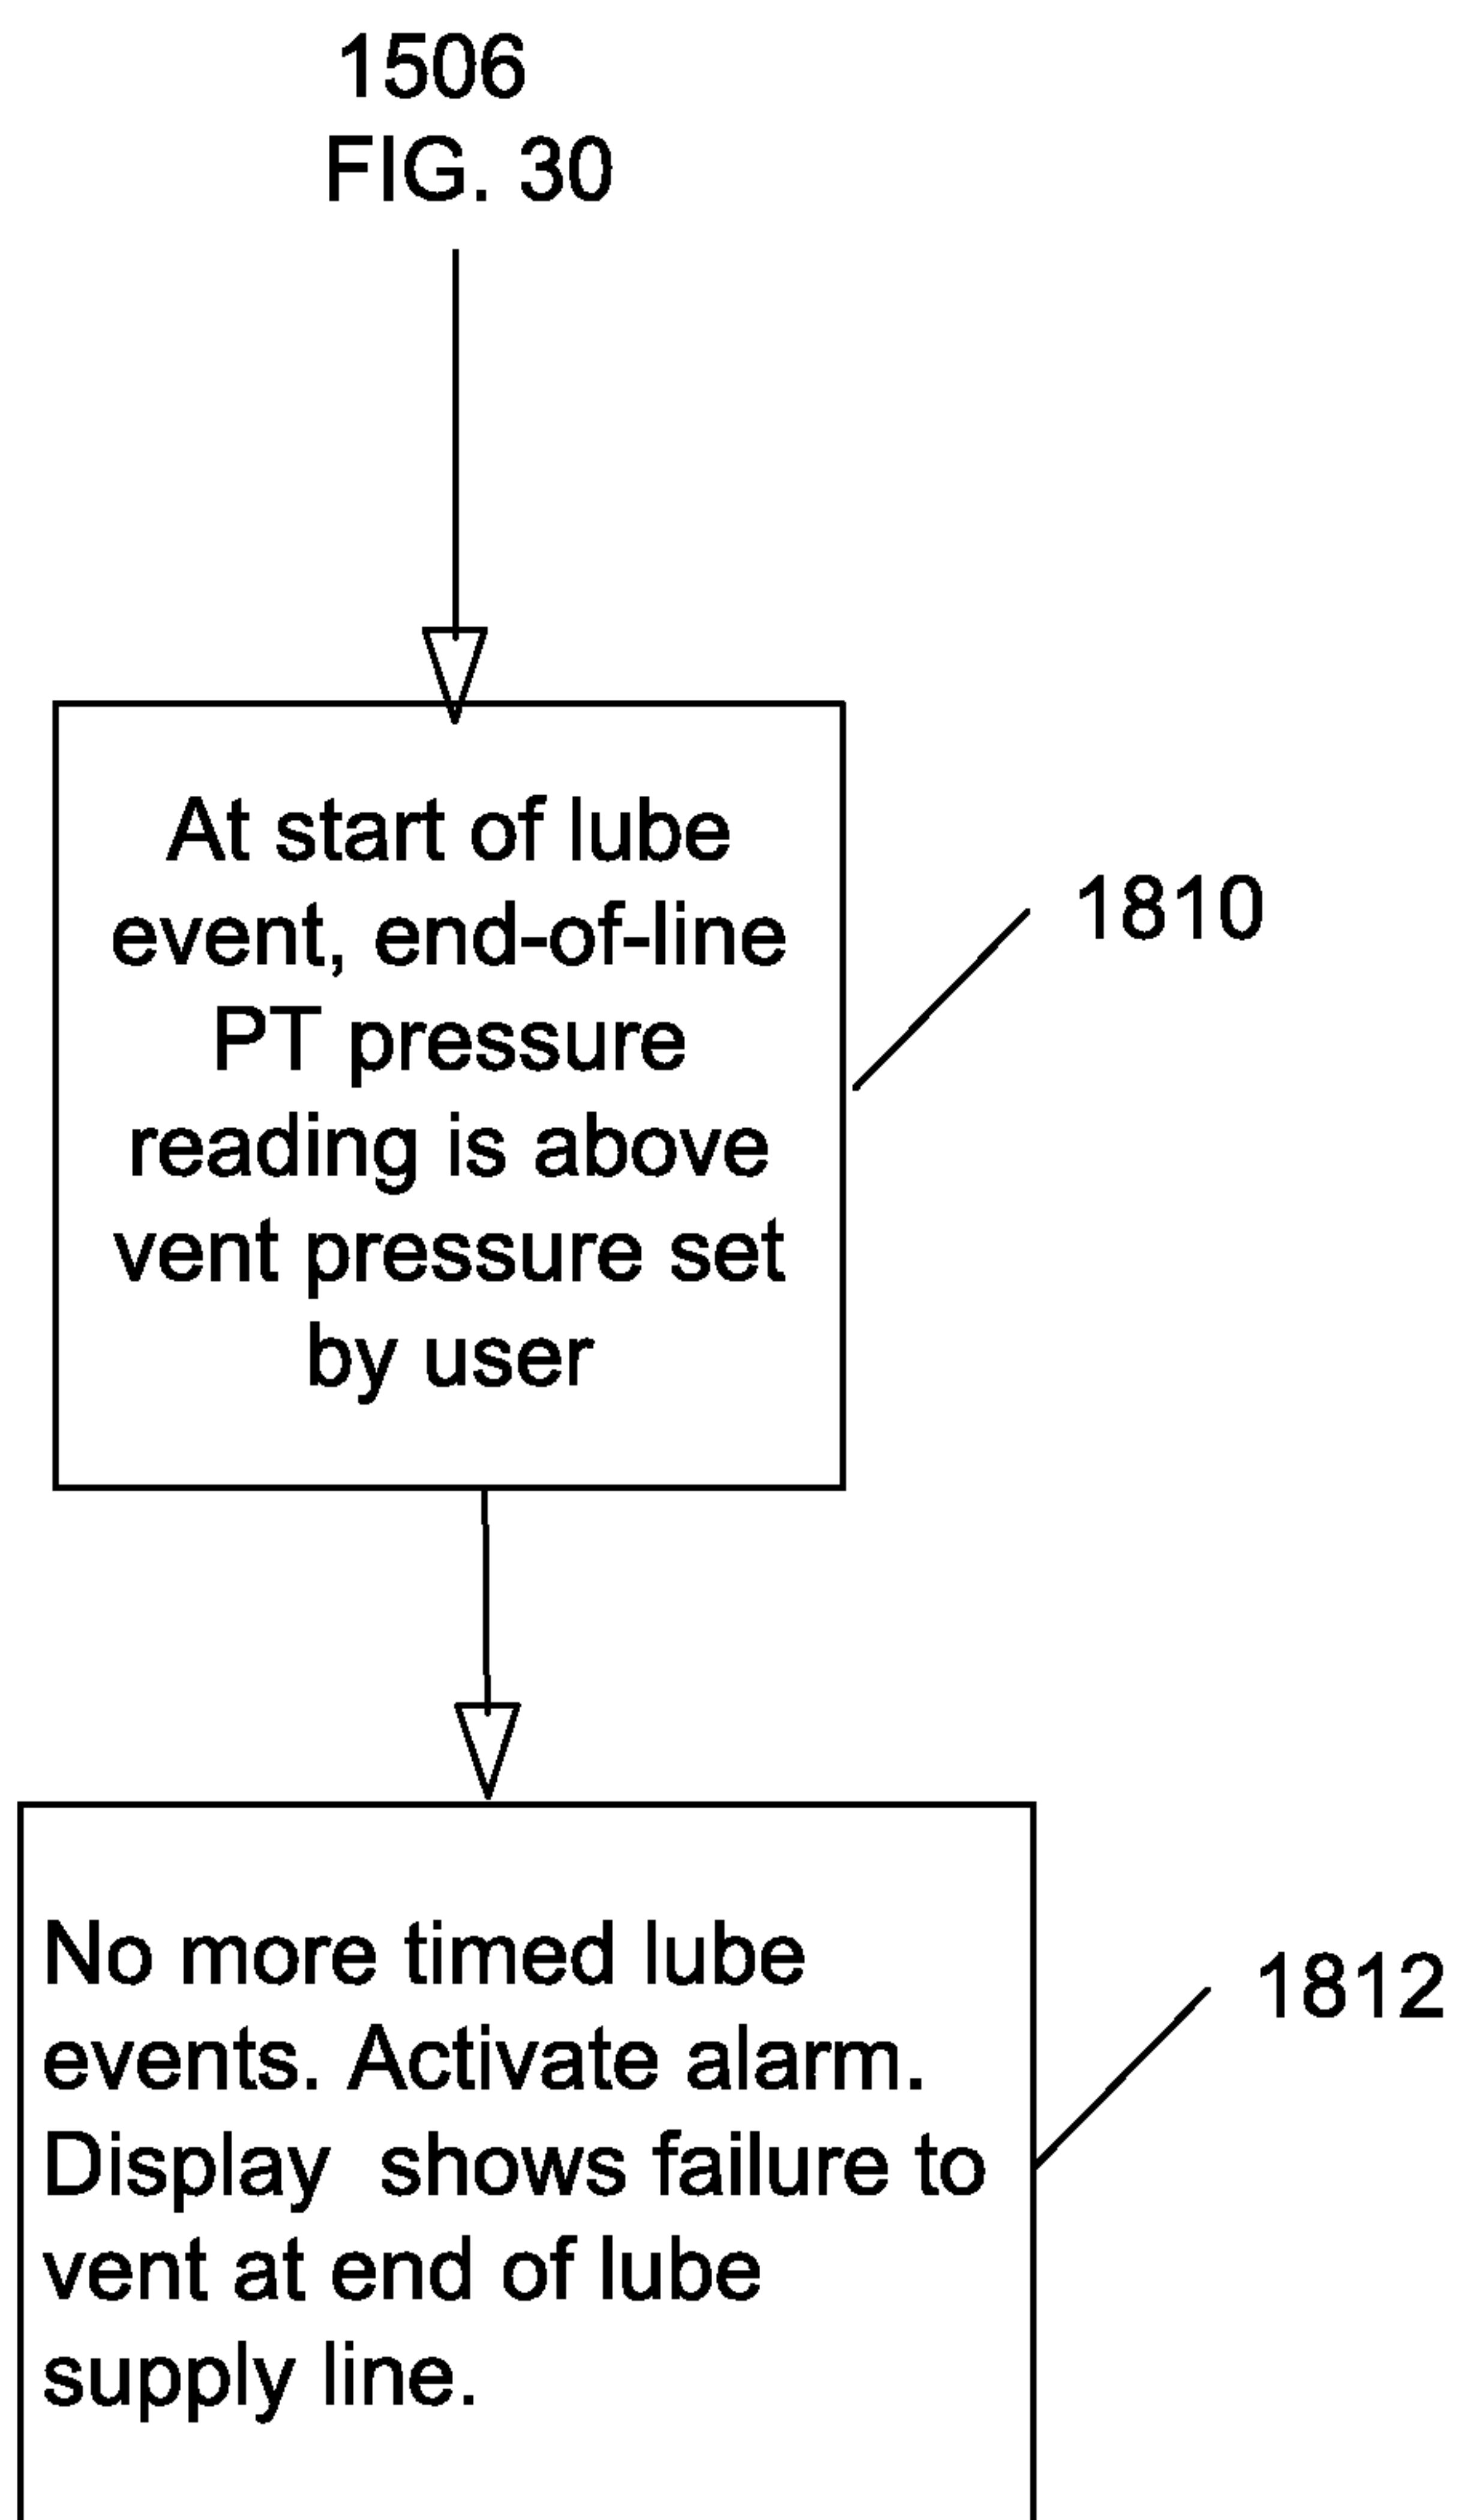 1506
FIG. 30
At start of lube
event, end-of-line
PT pressure
reading is above
vent pressure set
by user
1810
No more timed lube
events. Activate alarm.
Display shows failure to
vent at end of lube
supply line.
1812